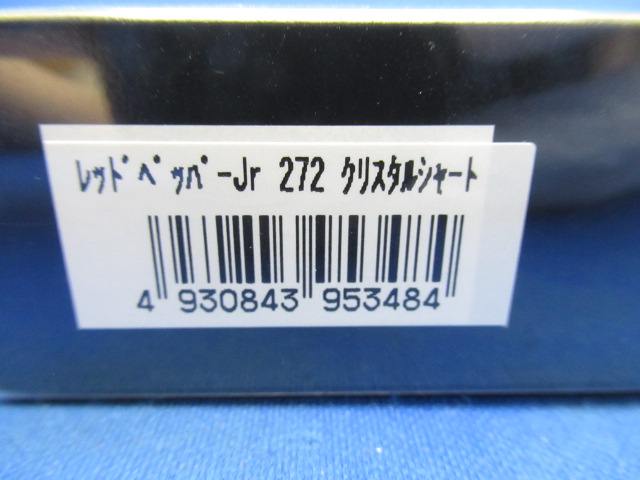 ﾚｯﾄﾞﾍﾟｯﾊﾟｰJr 272 ｸﾘｽﾀﾙｼｬｰﾄ
4 930843 953484